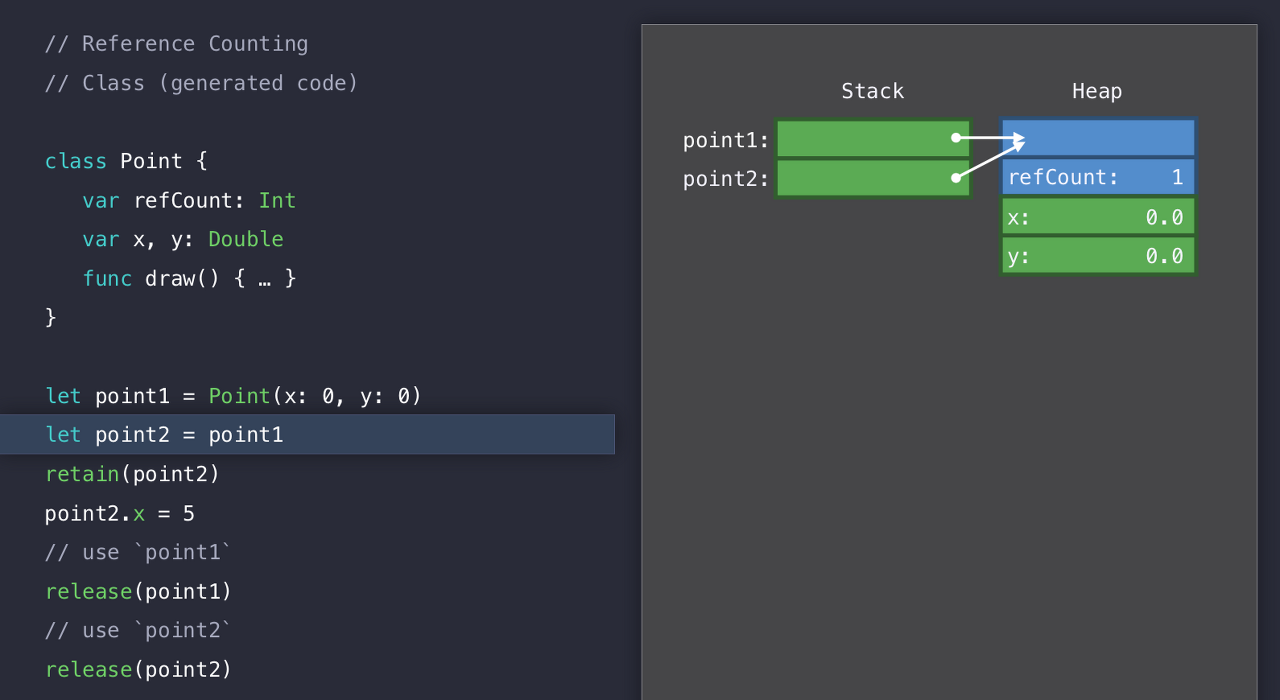 // Reference Counting
// Class (generated code)
class Point {
   var refCount: Int
   var x, y: Double
   func draw() { … }
}
let point1 = Point(x: 0, y: 0)
let point2 = point1
retain(point2)
point2.x = 5
// use `point1`
release(point1)
// use `point2`
release(point2)
Stack Heap
point1:
point2:
refCount: 1
x: 0.0
y: 0.0